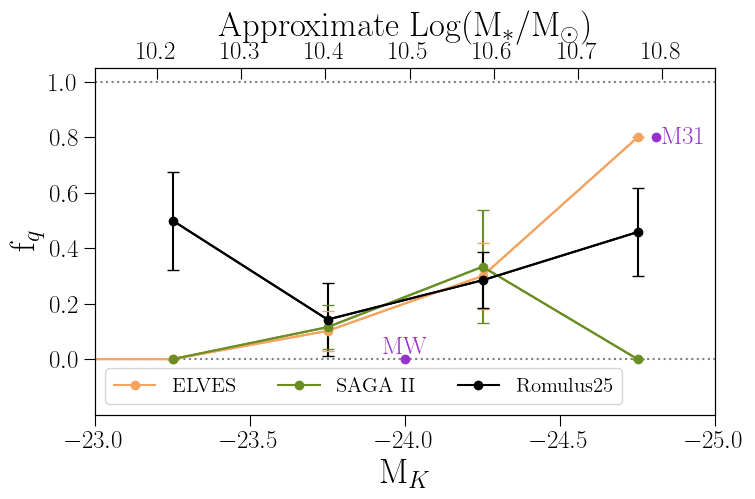 Approximate Log(M*/M☉)
10.2 10.3 10.4 10.5 10.6 10.7 10.8
1.0
M31
0.8
0.6
f_q
0.4
0.2
MW
0.0
ELVES SAGA II Romulus25
−23.0 −23.5 −24.0 −24.5 −25.0
M_K